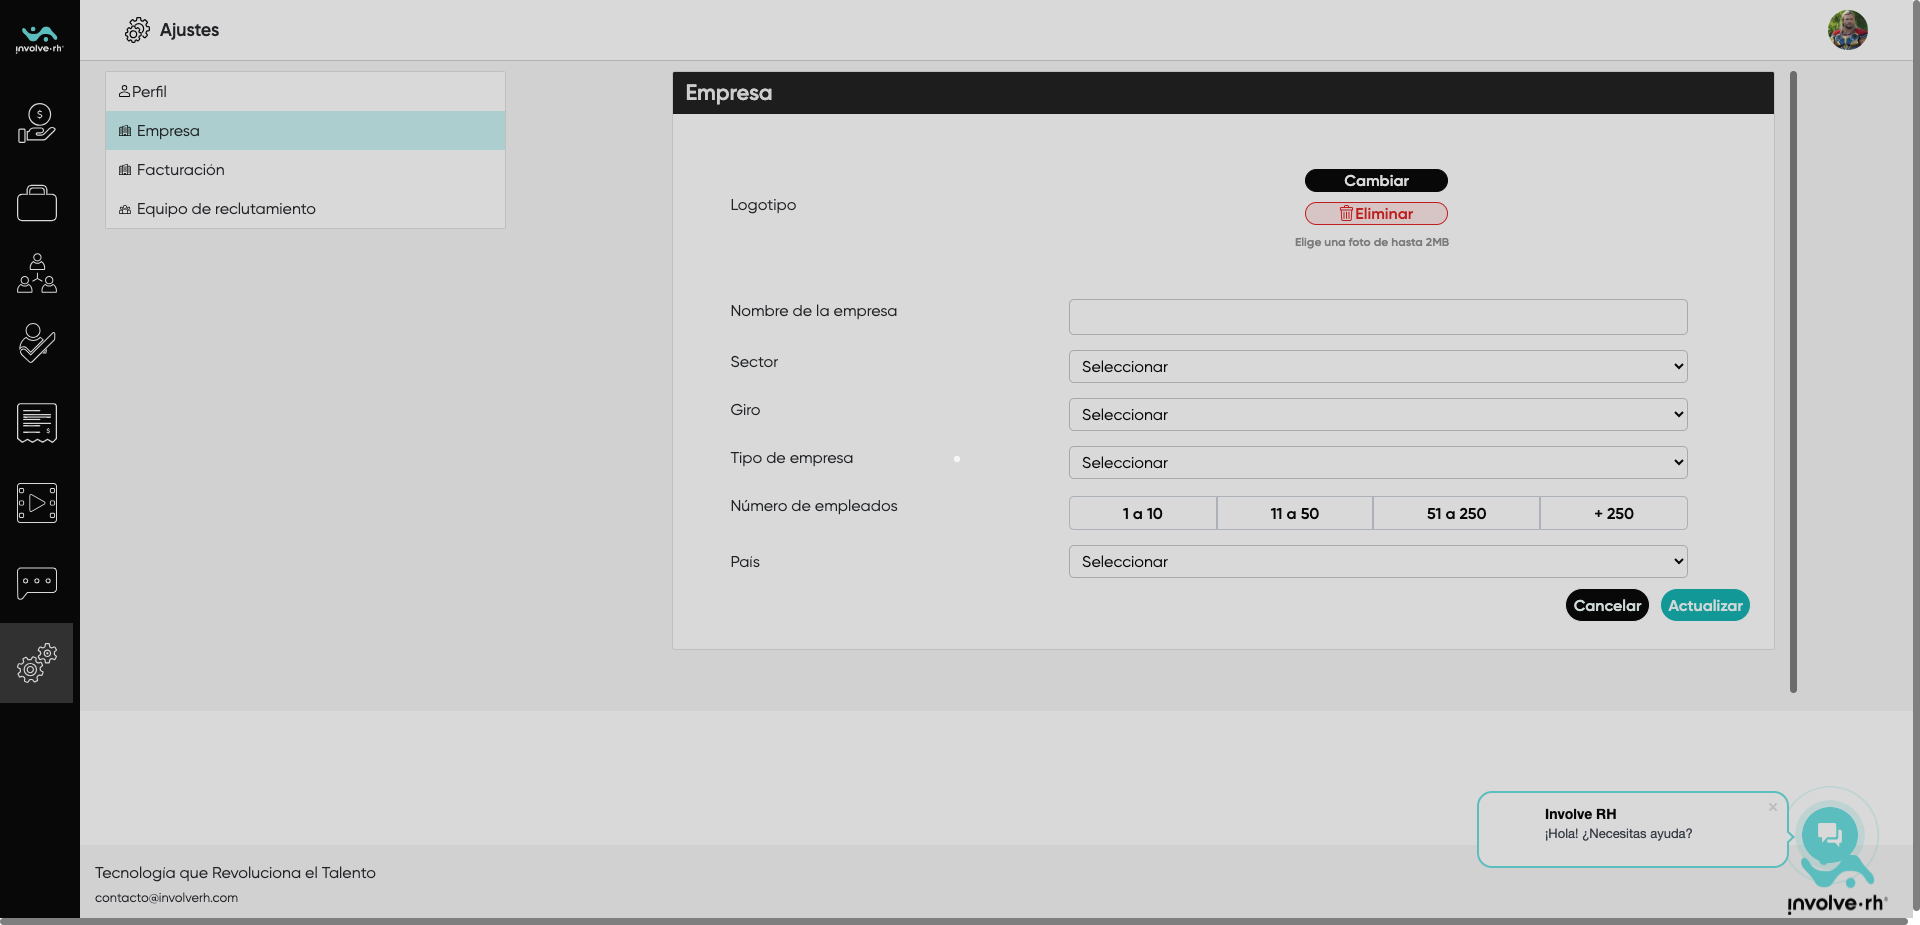 involve·rh
Ajustes
Perfil
Empresa
Facturación
Equipo de reclutamiento
Empresa
Logotipo
Cambiar
Eliminar
Elige una foto de hasta 2MB
Nombre de la empresa
Sector
Seleccionar
Giro
Seleccionar
Tipo de empresa
Seleccionar
Número de empleados
1 a 10
11 a 50
51 a 250
+ 250
País
Seleccionar
Cancelar
Actualizar
Involve RH
¡Hola! ¿Necesitas ayuda?
Tecnología que Revoluciona el Talento
contacto@involverh.com
involve·rh